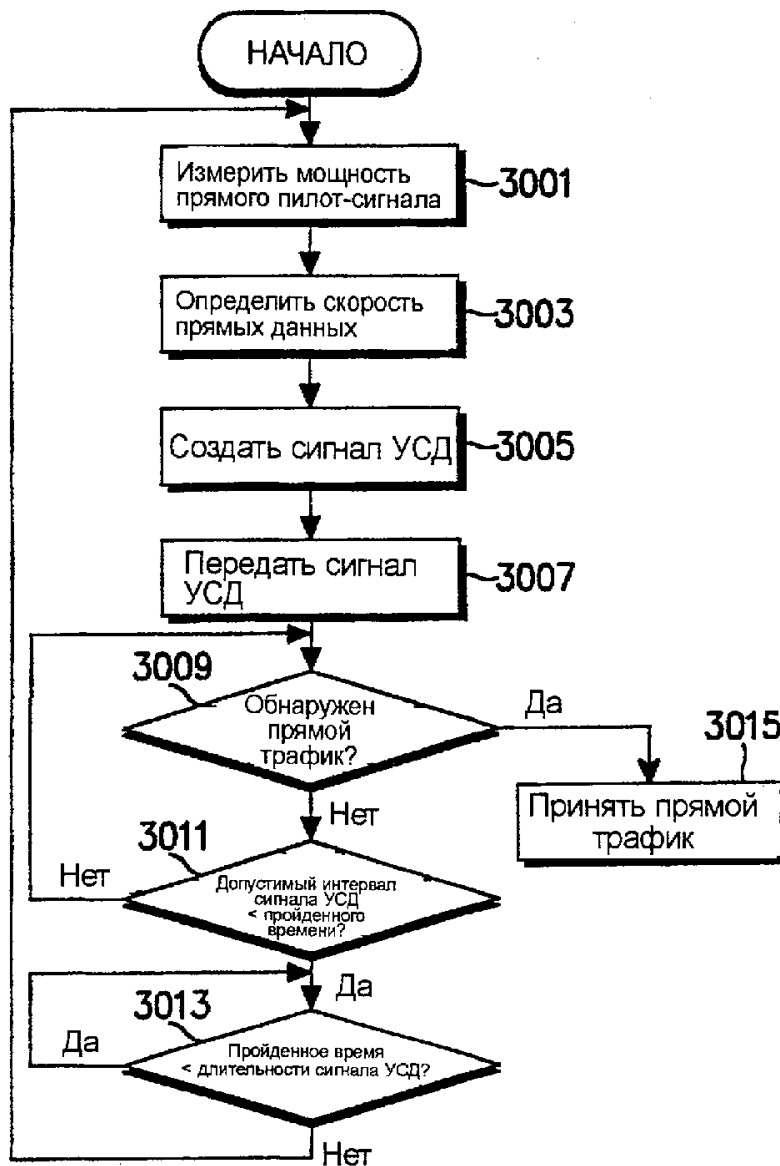 НАЧАЛО
Измерить мощность
прямого пилот-сигнала
3001
Определить скорость
прямых данных
3003
Создать сигнал УСД
3005
Передать сигнал
УСД
3007
3009
Обнаружен
прямой
трафик?
Да
3015
Принять прямой
трафик
Нет
3011
Нет
Допустимый интервал
сигнала УСД
< пройденного
времени?
Да
3013
Да
Пройденное время
< длительности сигнала УСД?
Нет